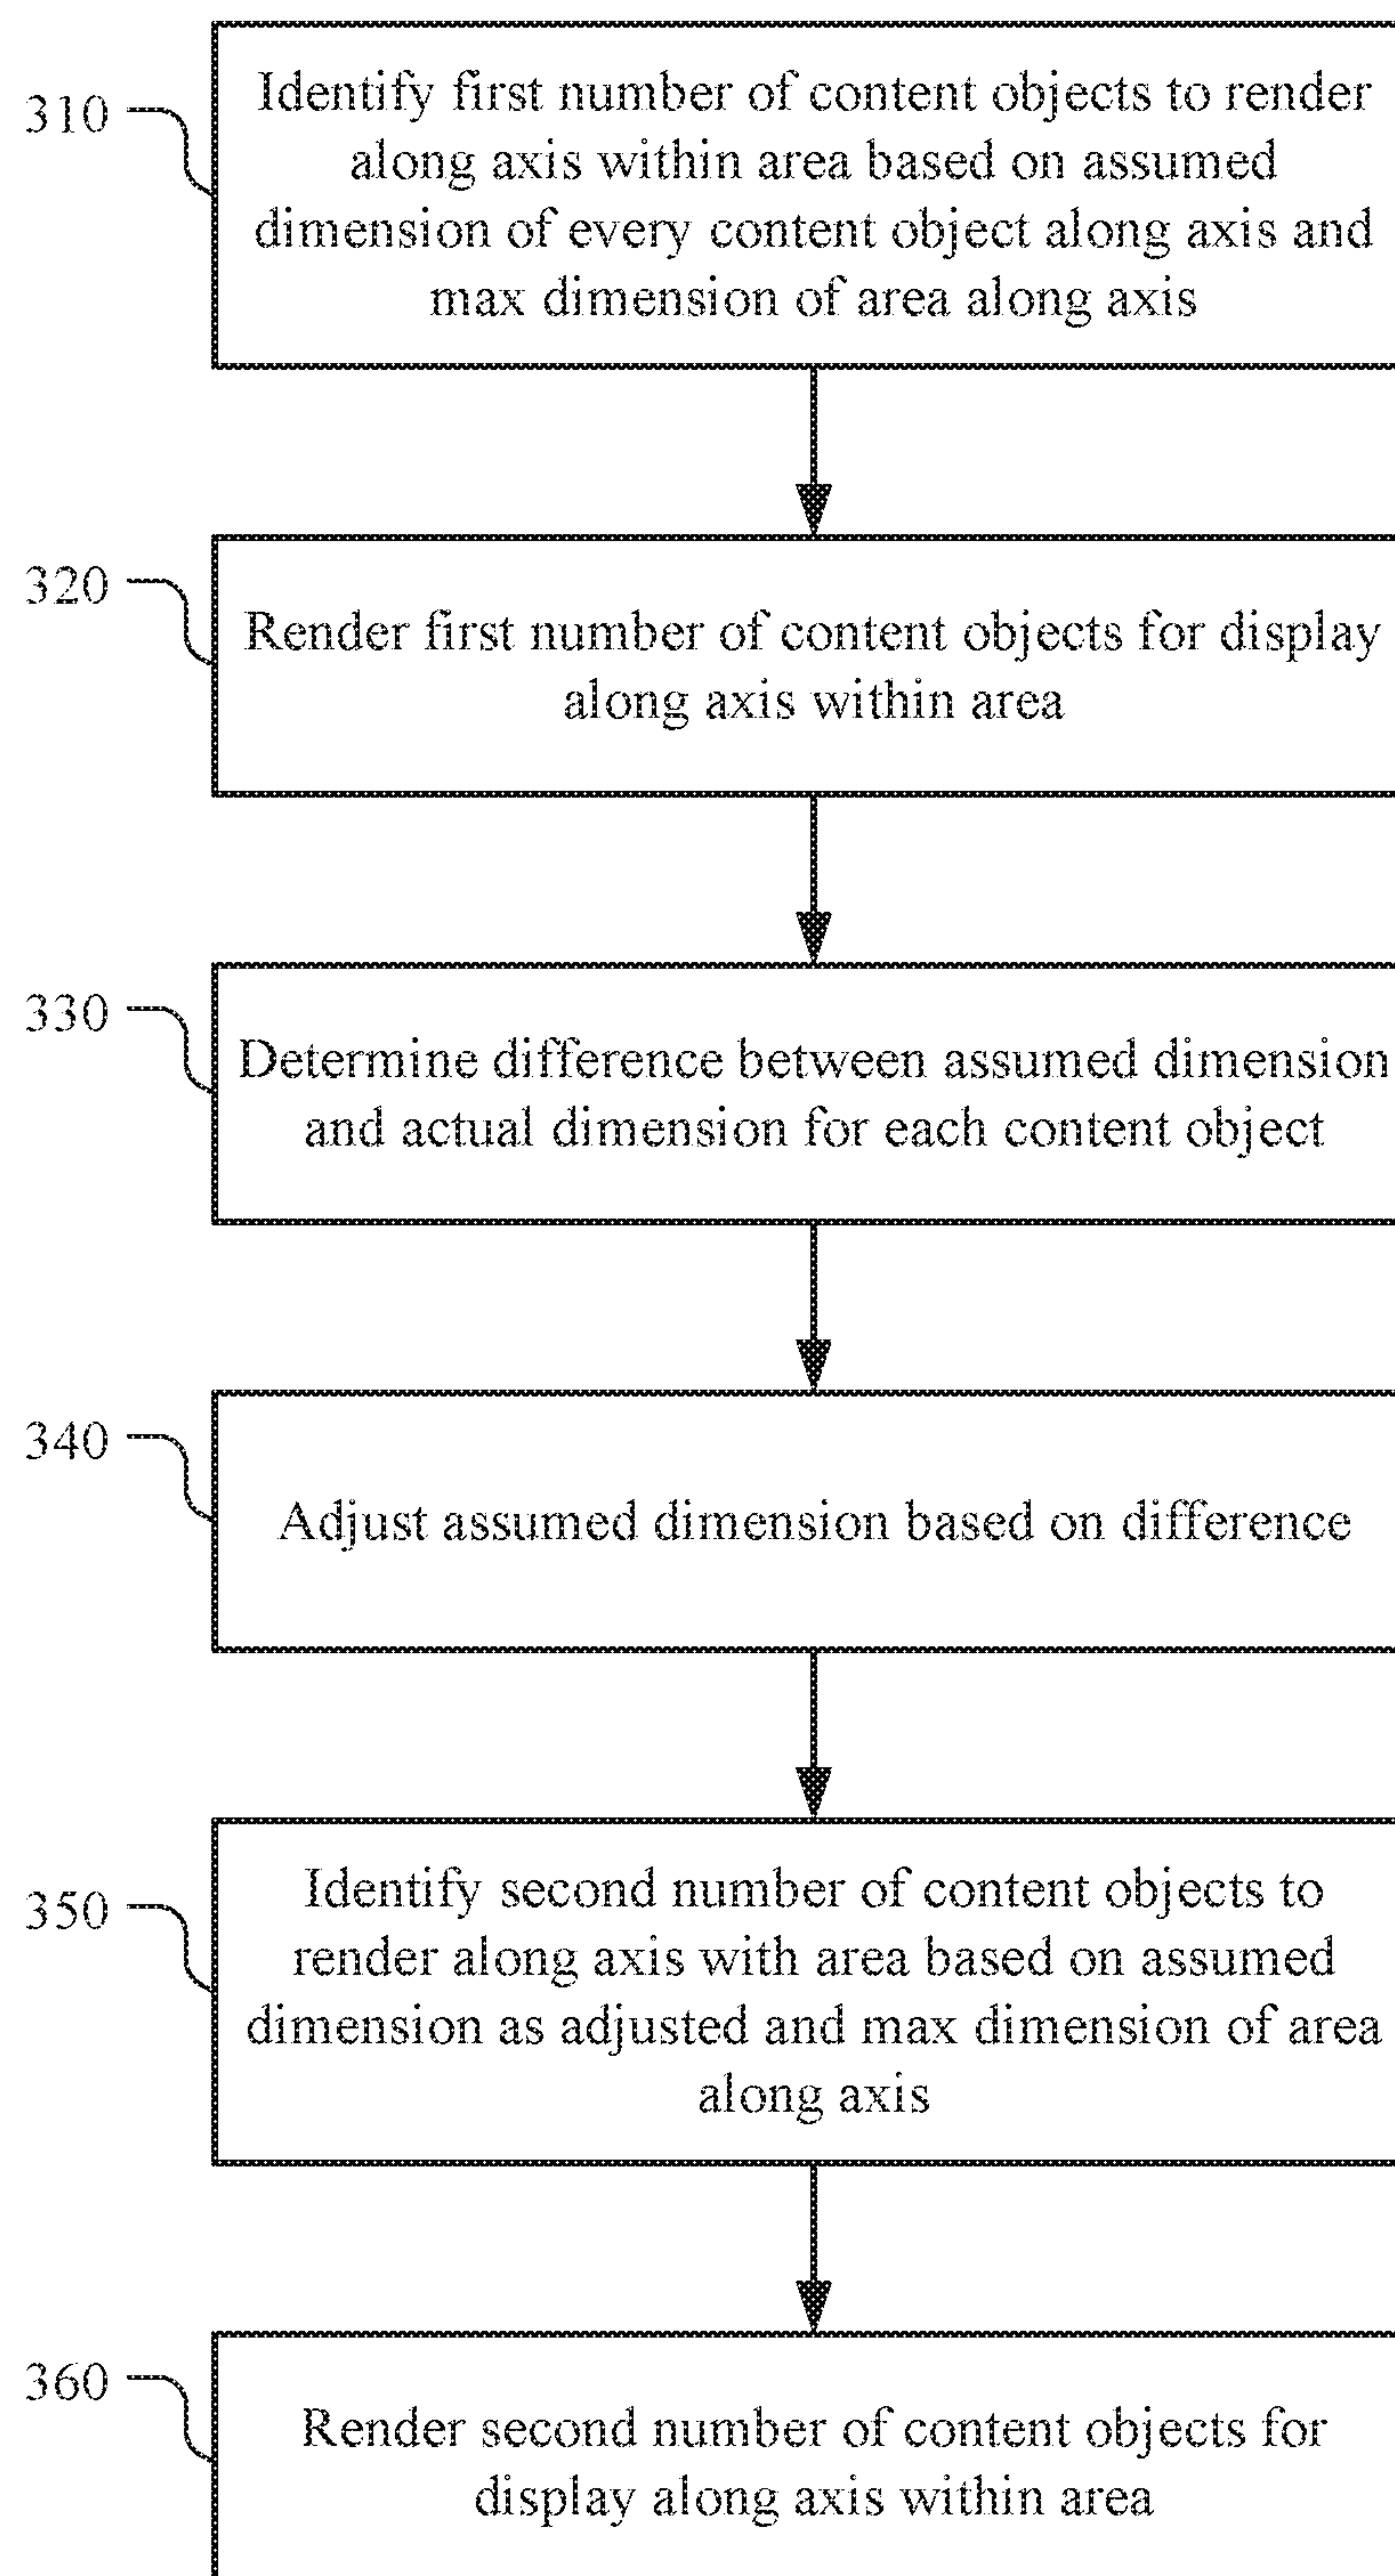 310
Identify first number of content objects to render
along axis within area based on assumed
dimension of every content object along axis and
max dimension of area along axis
320
Render first number of content objects for display
along axis within area
330
Determine difference between assumed dimension
and actual dimension for each content object
340
Adjust assumed dimension based on difference
350
Identify second number of content objects to
render along axis with area based on assumed
dimension as adjusted and max dimension of area
along axis
360
Render second number of content objects for
display along axis within area